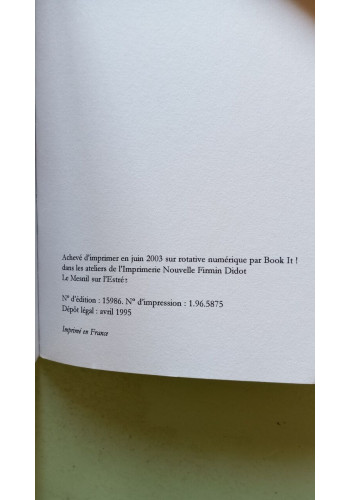 Achevé d'imprimer en juin 2003 sur rotative numérique par Book It !
dans les ateliers de l'Imprimerie Nouvelle Firmin Didot
Le Mesnil sur l'Estrée
N° d'édition : 15986. N° d'impression : 1.96.5875
Dépôt légal : avril 1995
Imprimé en France